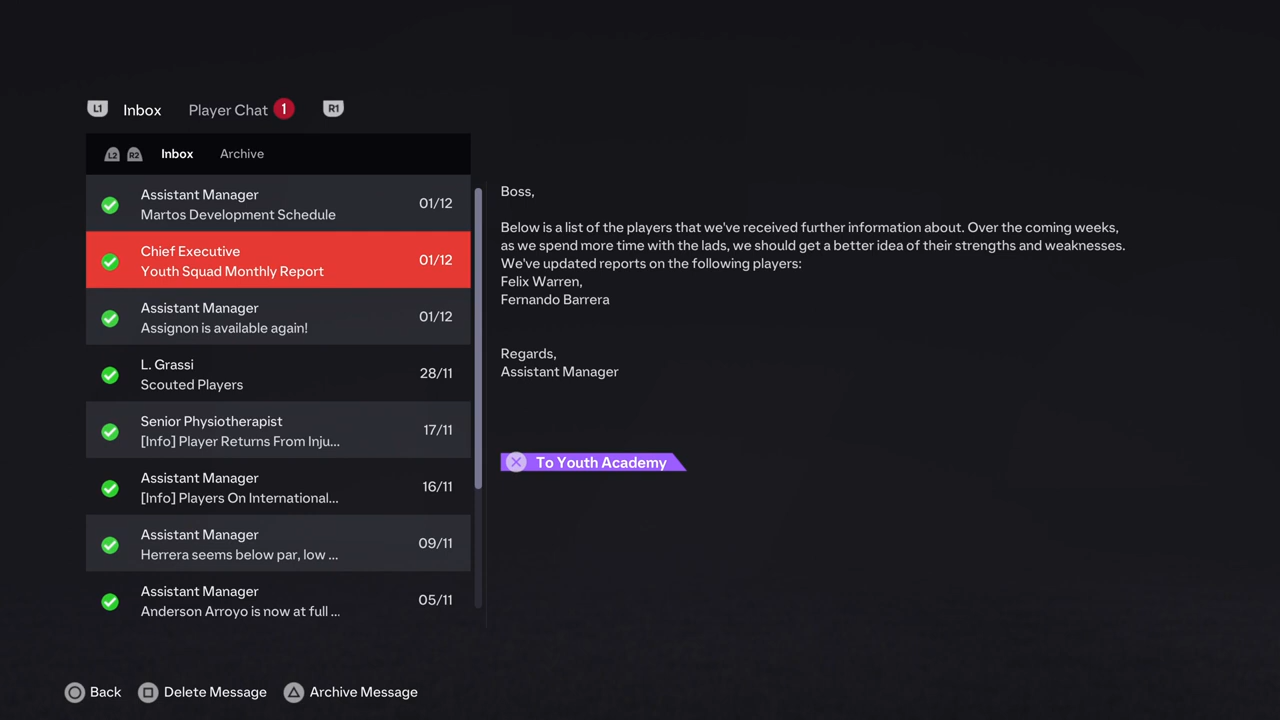 L1 Inbox Player Chat 1 R1
L2 R2 Inbox Archive
Assistant Manager
Martos Development Schedule
01/12
Chief Executive
Youth Squad Monthly Report
01/12
Assistant Manager
Assignon is available again!
01/12
L. Grassi
Scouted Players
28/11
Senior Physiotherapist
[Info] Player Returns From Inju...
17/11
Assistant Manager
[Info] Players On International...
16/11
Assistant Manager
Herrera seems below par, low ...
09/11
Assistant Manager
Anderson Arroyo is now at full ...
05/11
Boss,
Below is a list of the players that we've received further information about. Over the coming weeks,
as we spend more time with the lads, we should get a better idea of their strengths and weaknesses.
We've updated reports on the following players:
Felix Warren,
Fernando Barrera
Regards,
Assistant Manager
To Youth Academy
Back Delete Message Archive Message